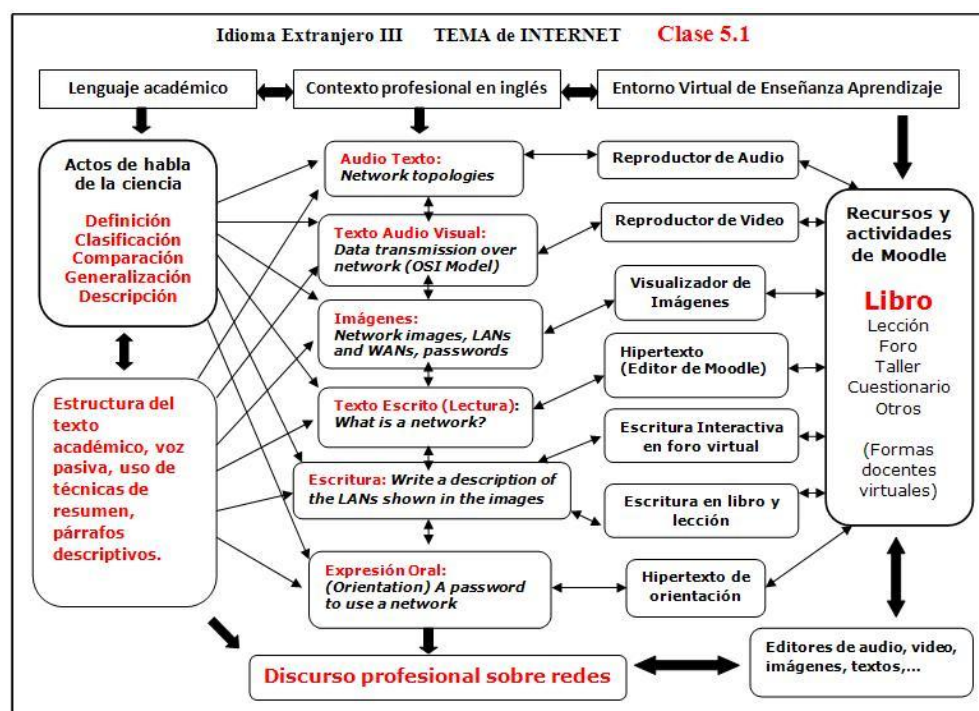 Idioma Extranjero III TEMA de INTERNET Clase 5.1
Lenguaje académico
Contexto profesional en inglés
Entorno Virtual de Enseñanza Aprendizaje
Actos de habla
de la ciencia
Definición
Clasificación
Comparación
Generalización
Descripción
Estructura del
texto
académico, voz
pasiva, uso de
técnicas de
resumen,
párrafos
descriptivos.
Audio Texto:
Network topologies
Texto Audio Visual:
Data transmission over
network (OSI Model)
Imágenes:
Network images, LANs
and WANs, passwords
Texto Escrito (Lectura):
What is a network?
Escritura: Write a description of
the LANs shown in the images
Expresión Oral:
(Orientation) A password
to use a network
Discurso profesional sobre redes
Reproductor de Audio
Reproductor de Video
Visualizador de
Imágenes
Hipertexto
(Editor de Moodle)
Escritura Interactiva
en foro virtual
Escritura en libro y
lección
Hipertexto de
orientación
Recursos y
actividades
de Moodle
Libro
Lección
Foro
Taller
Cuestionario
Otros
(Formas
docentes
virtuales)
Editores de audio, video,
imágenes, textos,...